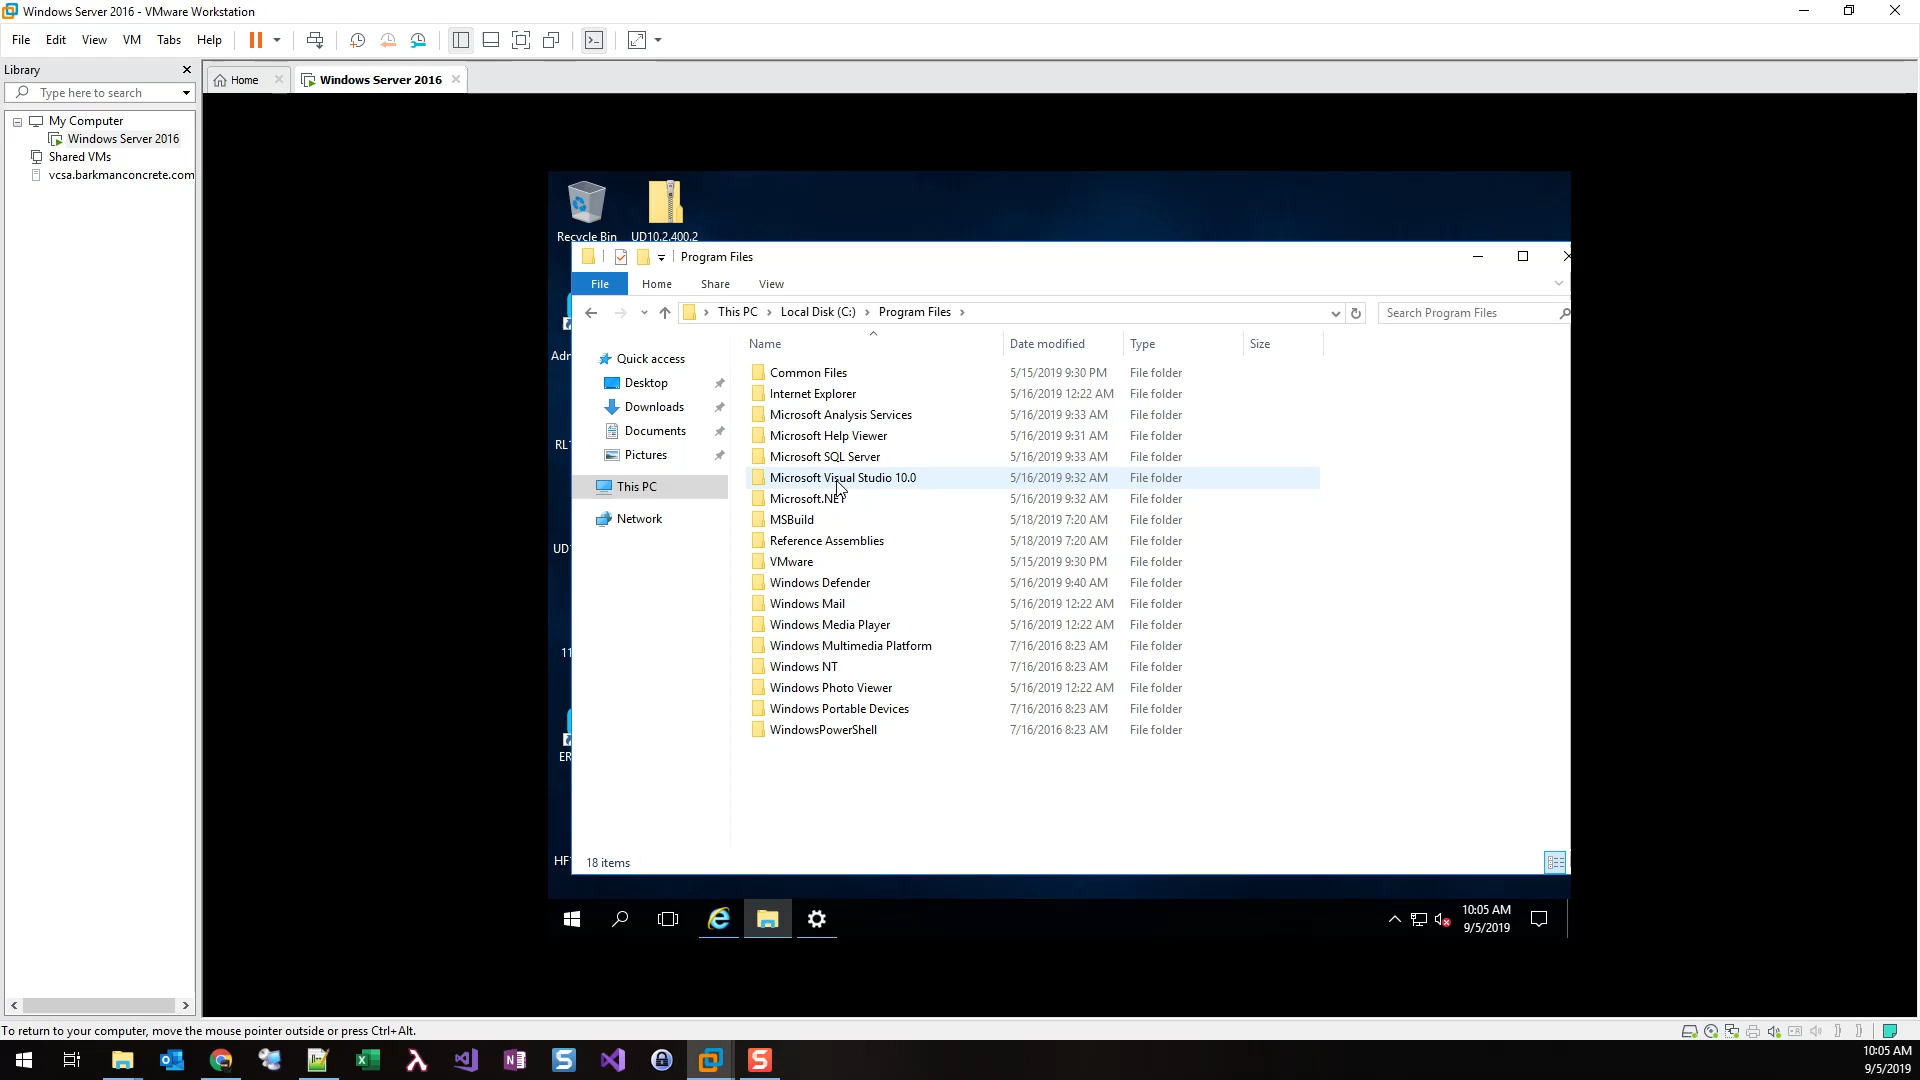 Windows Server 2016 - VMware Workstation
File Edit View VM Tabs Help
Library
Type here to search
My Computer
Windows Server 2016
Shared VMs
vcsa.barkmanconcrete.com
Home
Windows Server 2016
Recycle Bin
UD10.2.400.2
Program Files
File Home Share View
This PC Local Disk (C:) Program Files
Search Program Files
Quick access
Desktop
Downloads
Documents
Pictures
This PC
Network
Name Date modified Type Size
Common Files 5/15/2019 9:30 PM File folder
Internet Explorer 5/16/2019 12:22 AM File folder
Microsoft Analysis Services 5/16/2019 9:33 AM File folder
Microsoft Help Viewer 5/16/2019 9:31 AM File folder
Microsoft SQL Server 5/16/2019 9:33 AM File folder
Microsoft Visual Studio 10.0 5/16/2019 9:32 AM File folder
Microsoft.NET 5/16/2019 9:32 AM File folder
MSBuild 5/18/2019 7:20 AM File folder
Reference Assemblies 5/18/2019 7:20 AM File folder
VMware 5/15/2019 9:30 PM File folder
Windows Defender 5/16/2019 9:40 AM File folder
Windows Mail 5/16/2019 12:22 AM File folder
Windows Media Player 5/16/2019 12:22 AM File folder
Windows Multimedia Platform 7/16/2016 8:23 AM File folder
Windows NT 7/16/2016 8:23 AM File folder
Windows Photo Viewer 5/16/2019 12:22 AM File folder
Windows Portable Devices 7/16/2016 8:23 AM File folder
WindowsPowerShell 7/16/2016 8:23 AM File folder
18 items
10:05 AM
9/5/2019
To return to your computer, move the mouse pointer outside or press Ctrl+Alt.
10:05 AM
9/5/2019